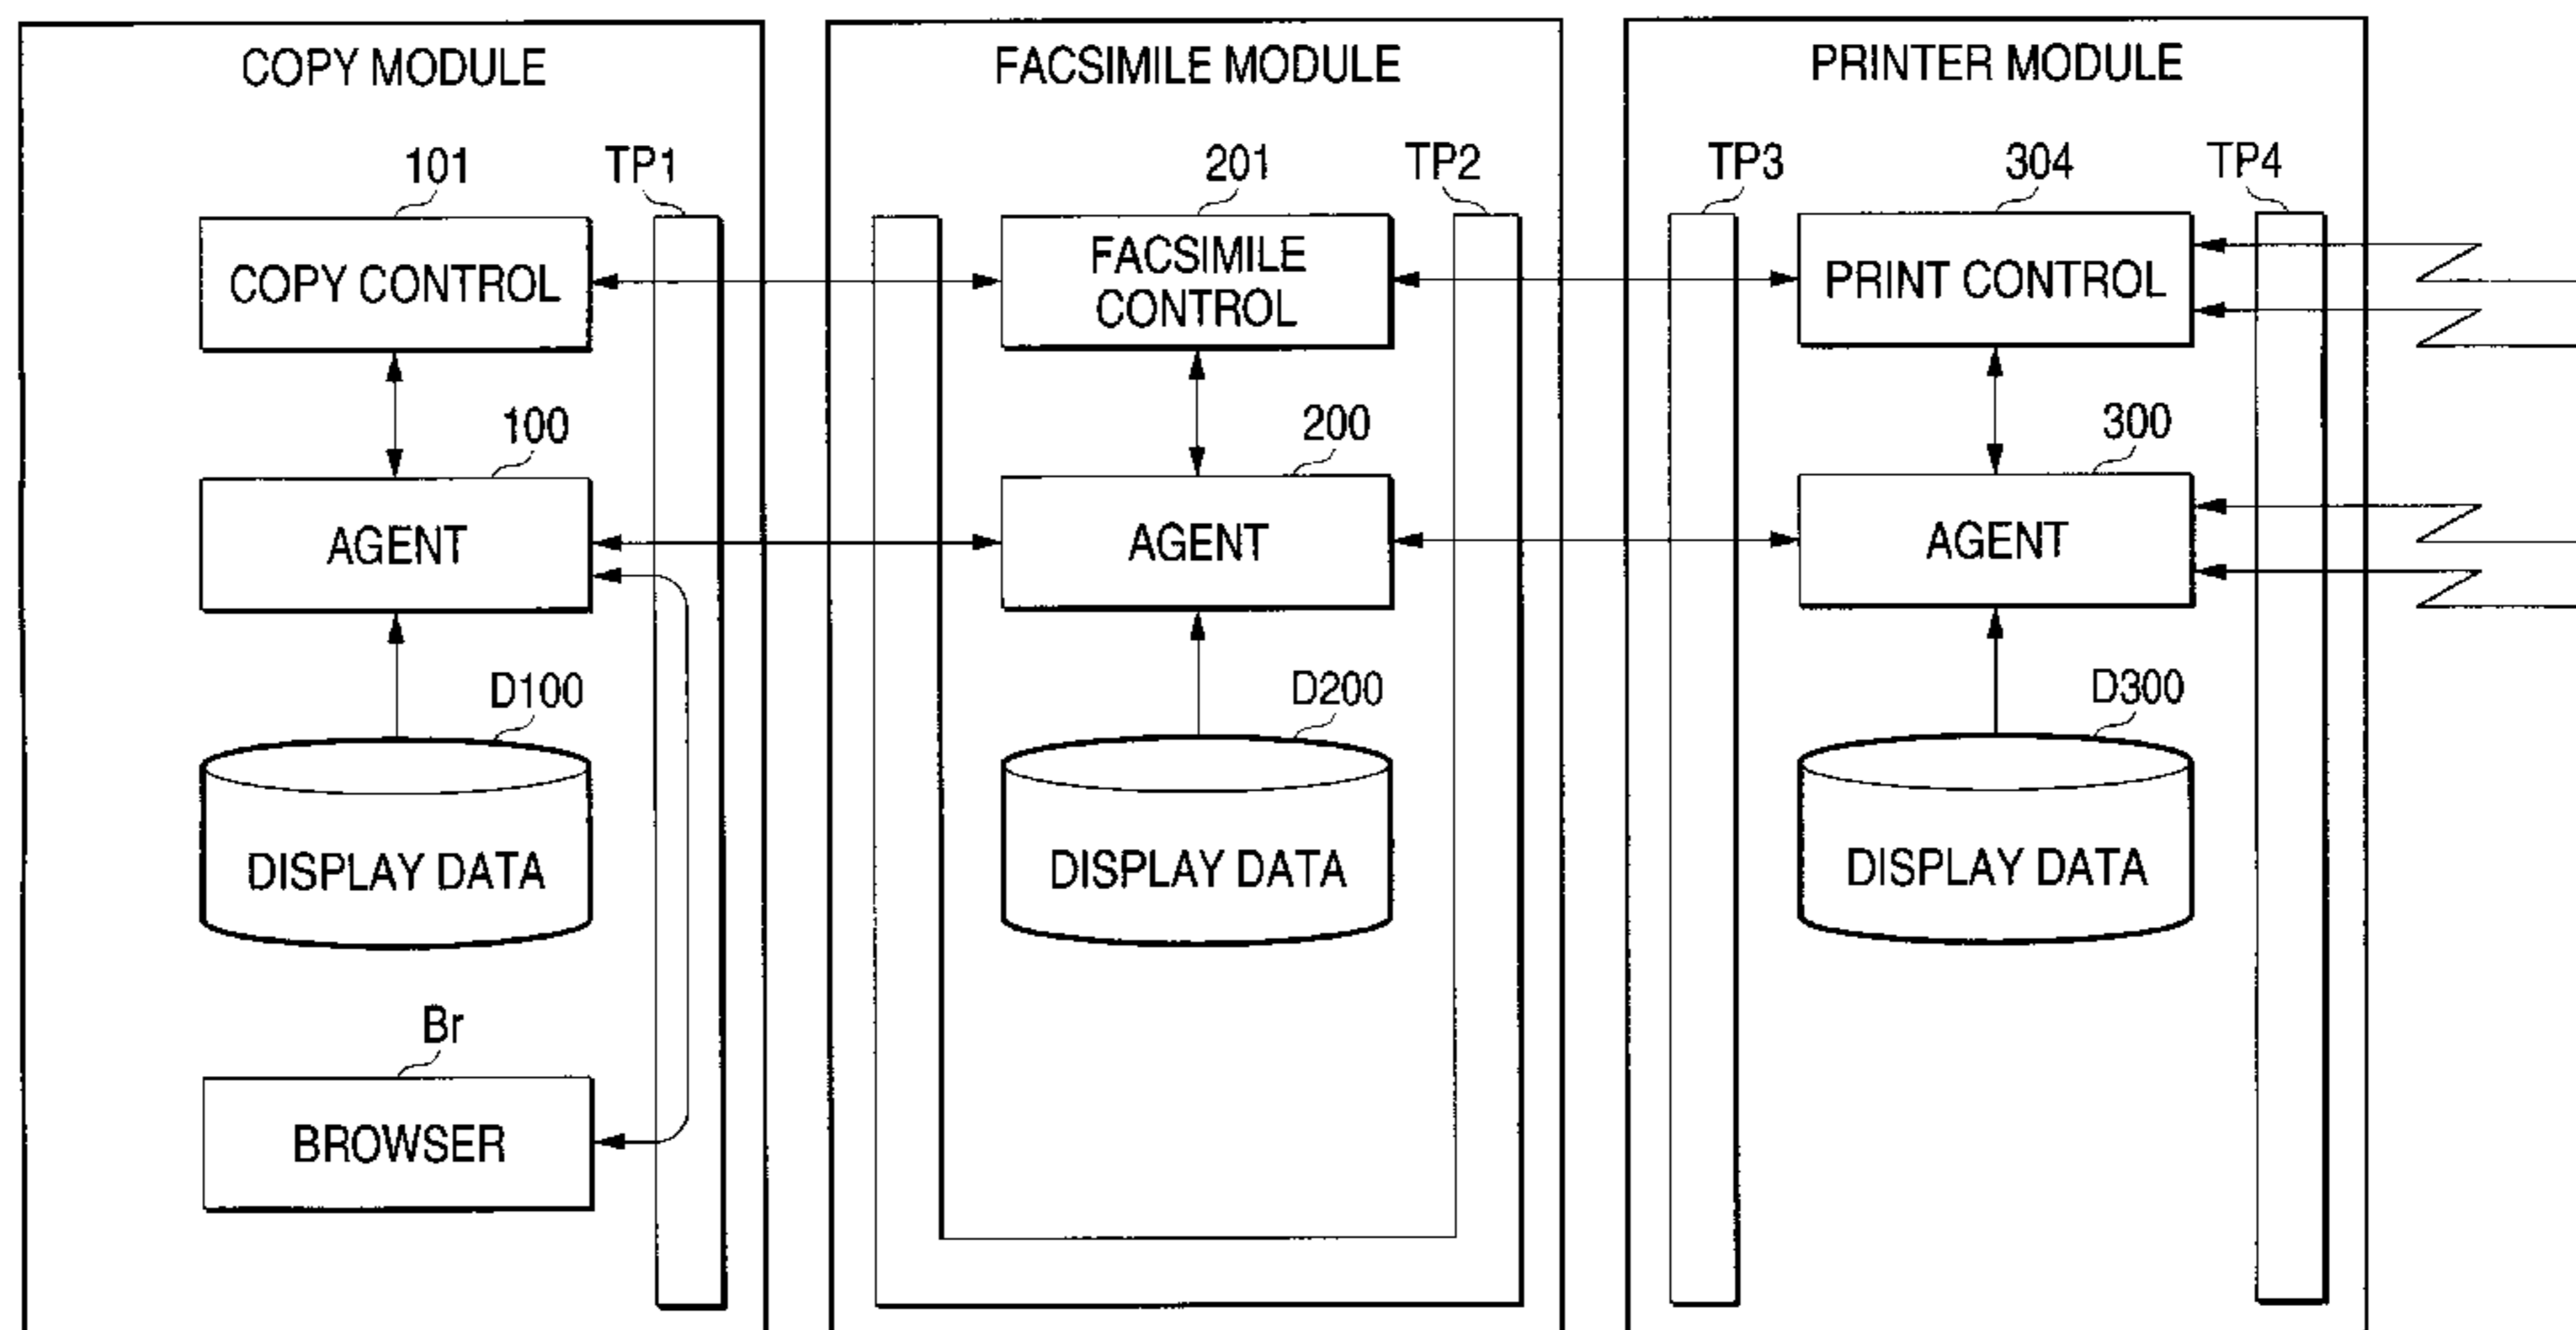 COPY MODULE
101
TP1
COPY CONTROL
100
AGENT
D100
DISPLAY DATA
Br
BROWSER
FACSIMILE MODULE
201
TP2
FACSIMILE
CONTROL
200
AGENT
D200
DISPLAY DATA
PRINTER MODULE
TP3
304
TP4
PRINT CONTROL
300
AGENT
D300
DISPLAY DATA